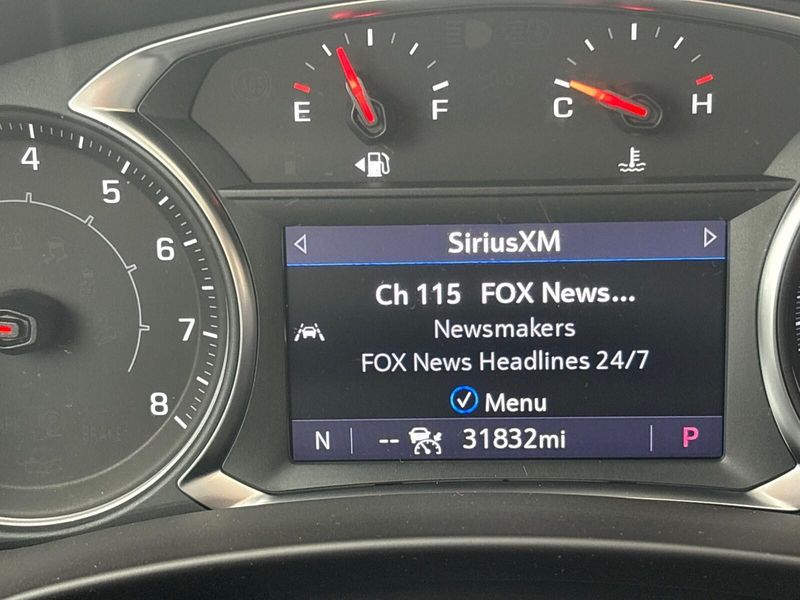 E F
C H
4
5
6
7
8
SiriusXM
Ch 115 FOX News...
Newsmakers
FOX News Headlines 24/7
Menu
N -- 31832mi P